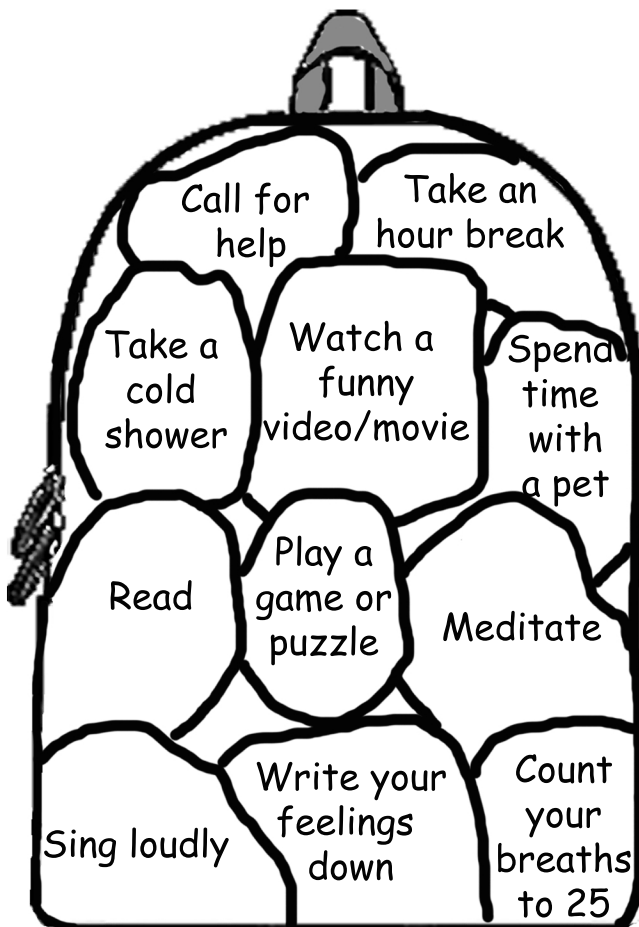 Call for
help
Take an
hour break
Take a
cold
shower
Watch a
funny
video/movie
Spend
time
with
a pet
Read
Play a
game or
puzzle
Meditate
Sing loudly
Write your
feelings
down
Count
your
breaths
to 25